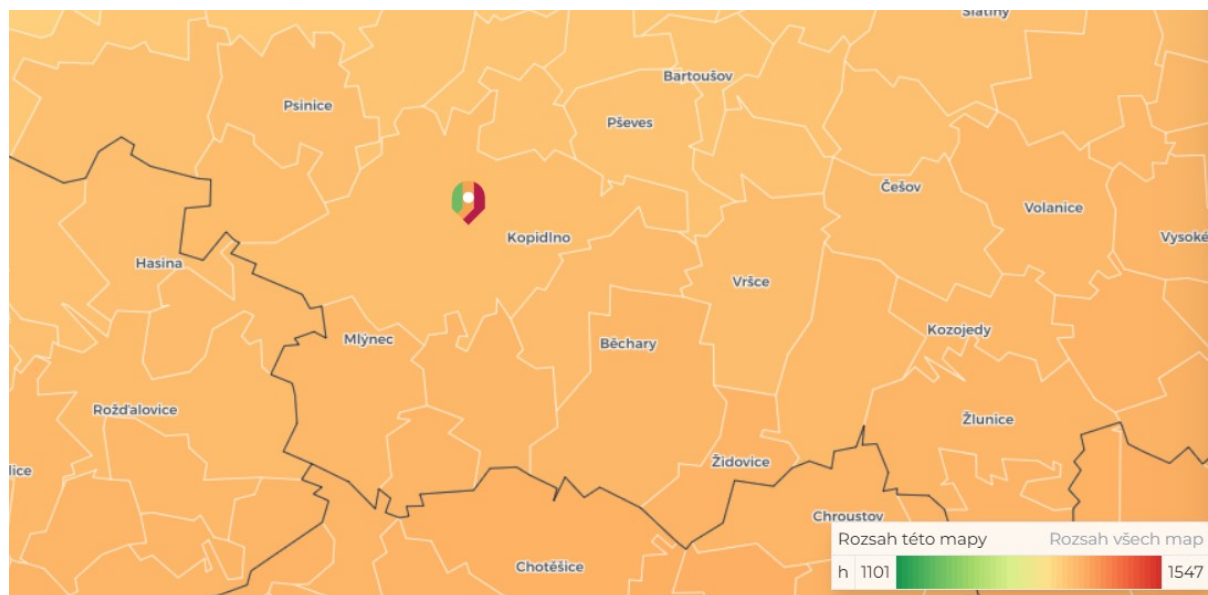 Slatiny
Bartoušov
Psinice
Pševes
Češov
Volanice
Vysoké
Kopidlno
Hasina
Vršce
Kozojedy
Mlýnec
Běchary
Rožďalovice
Žlunice
Židovice
lice
Chroustov
Chotěšice
Rozsah této mapy Rozsah všech map
h 1101 1547